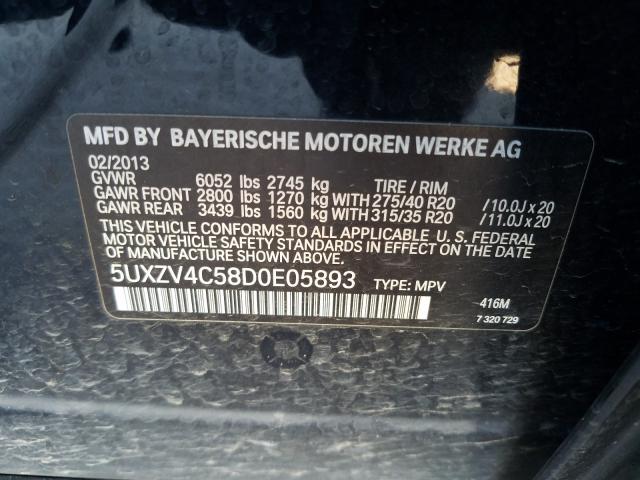 MFD BY BAYERISCHE MOTOREN WERKE AG
02/2013
GVWR 6052 lbs 2745 kg TIRE / RIM
GAWR FRONT 2800 lbs 1270 kg WITH 275/40 R20 /10.0J x 20
GAWR REAR 3439 lbs 1560 kg WITH 315/35 R20 /11.0J x 20
THIS VEHICLE CONFORMS TO ALL APPLICABLE U. S. FEDERAL
MOTOR VEHICLE SAFETY STANDARDS IN EFFECT ON THE DATE
OF MANUFACTURE SHOWN ABOVE.
5UXZV4C58D0E05893 TYPE: MPV
416M
7 320 729